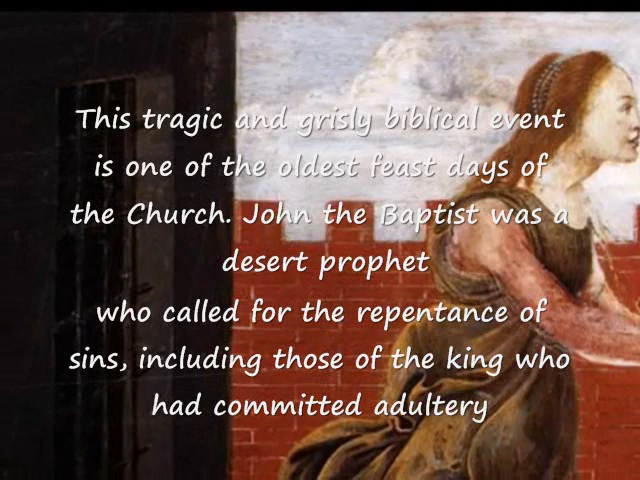 This tragic and grisly biblical event
is one of the oldest feast days of
the Church. John the Baptist was a
desert prophet
who called for the repentance of
sins, including those of the king who
had committed adultery